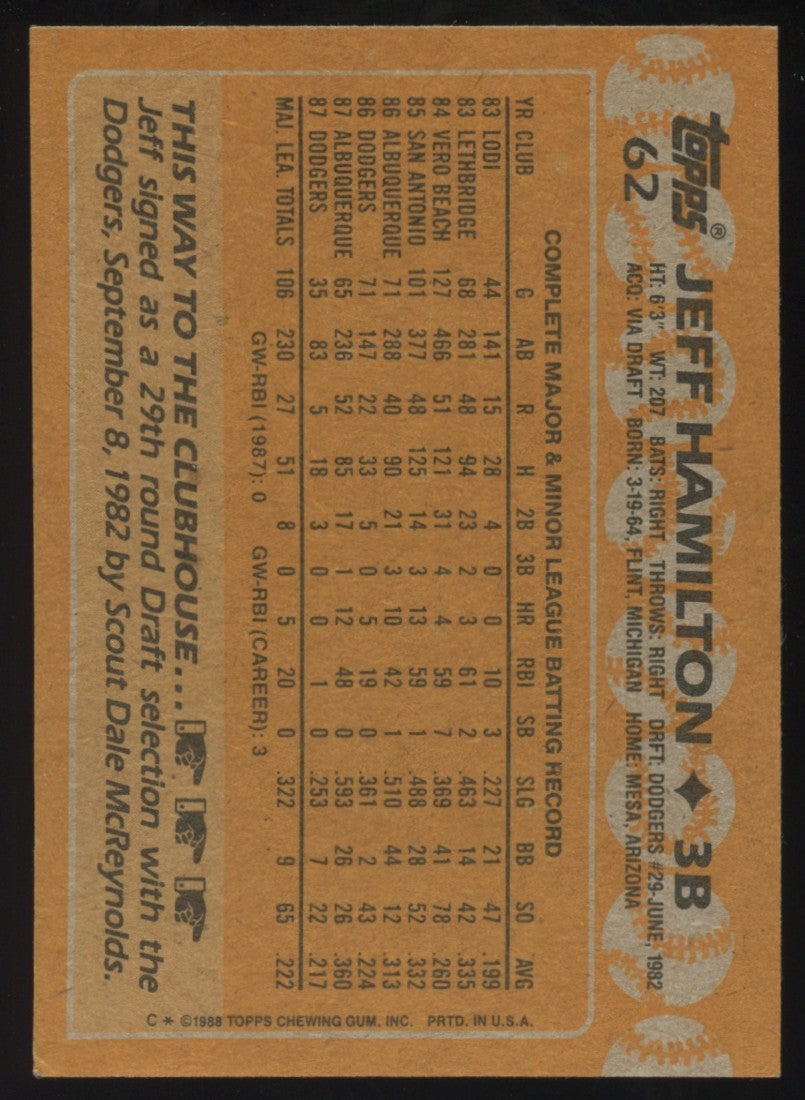 topps® JEFF HAMILTON ◆ 3B
62 HT: 6'3" WT: 207 BATS: RIGHT THROWS: RIGHT DRFT: DODGERS #29-JUNE, 1982
ACQ: VIA DRAFT BORN: 3-19-64, FLINT, MICHIGAN HOME: MESA, ARIZONA
COMPLETE MAJOR & MINOR LEAGUE BATTING RECORD
YR CLUB G AB R H 2B 3B HR RBI SB SLG BB SO AVG
83 LODI 44 141 15 28 4 0 0 10 3 .227 21 47 .199
83 LETHBRIDGE 68 281 48 94 23 2 3 61 2 .463 14 42 .335
84 VERO BEACH 127 466 51 121 31 4 4 59 7 .369 41 78 .260
85 SAN ANTONIO 101 377 48 125 14 3 13 59 1 .488 28 52 .332
86 ALBUQUERQUE 71 288 40 90 21 3 10 42 1 .510 44 12 .313
86 DODGERS 71 147 22 33 5 0 5 19 0 .361 2 43 .224
87 ALBUQUERQUE 65 236 52 85 17 1 12 48 0 .593 26 26 .360
87 DODGERS 35 83 5 18 3 0 0 1 0 .253 7 22 .217
MAJ. LEA. TOTALS 106 230 27 51 8 0 5 20 0 .322 9 65 .222
GW-RBI (1987): 0 GW-RBI (CAREER): 3
THIS WAY TO THE CLUBHOUSE...
Jeff signed as a 29th round Draft selection with the
Dodgers, September 8, 1982 by Scout Dale McReynolds.
C * ©1988 TOPPS CHEWING GUM, INC. PRTD. IN U.S.A.